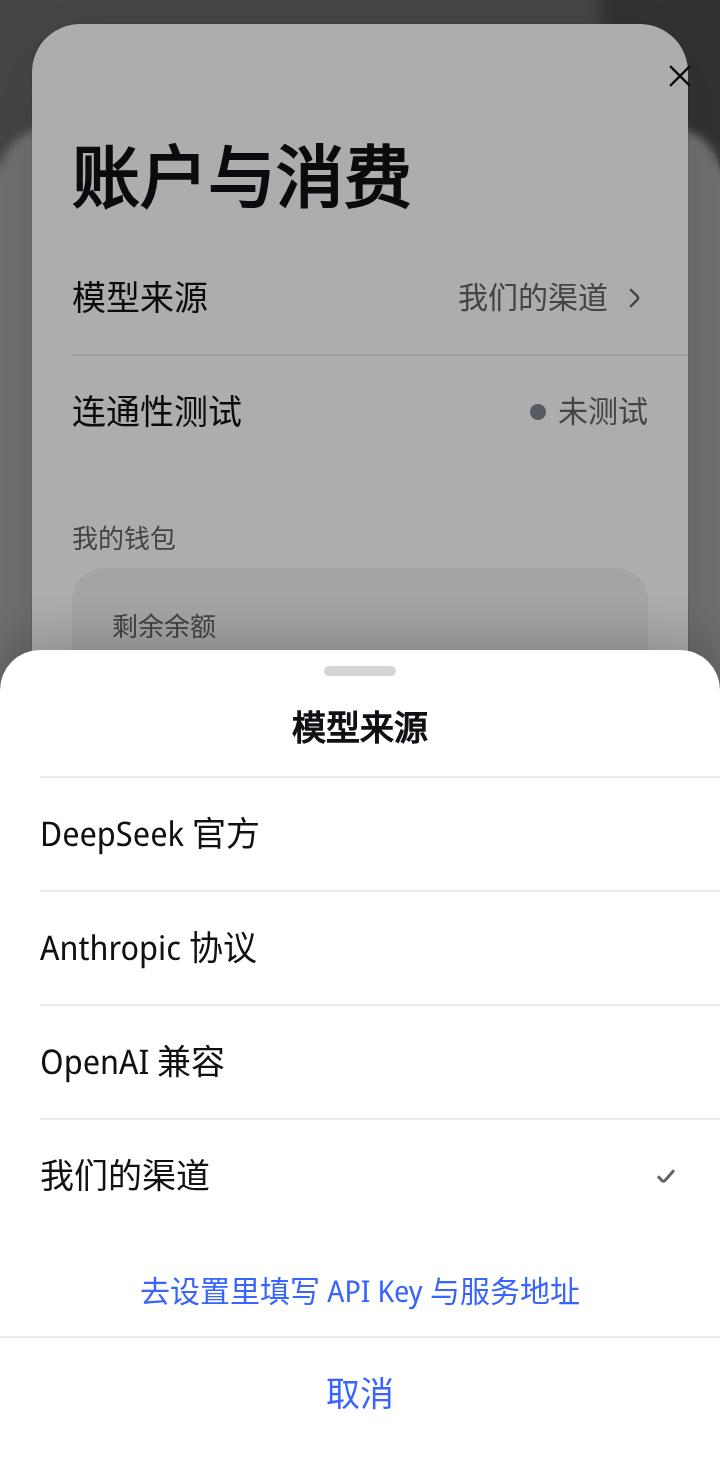 账户与消费
模型来源 我们的渠道
连通性测试 未测试
我的钱包
剩余余额
模型来源
DeepSeek 官方
Anthropic 协议
OpenAI 兼容
我们的渠道
去设置里填写 API Key 与服务地址
取消